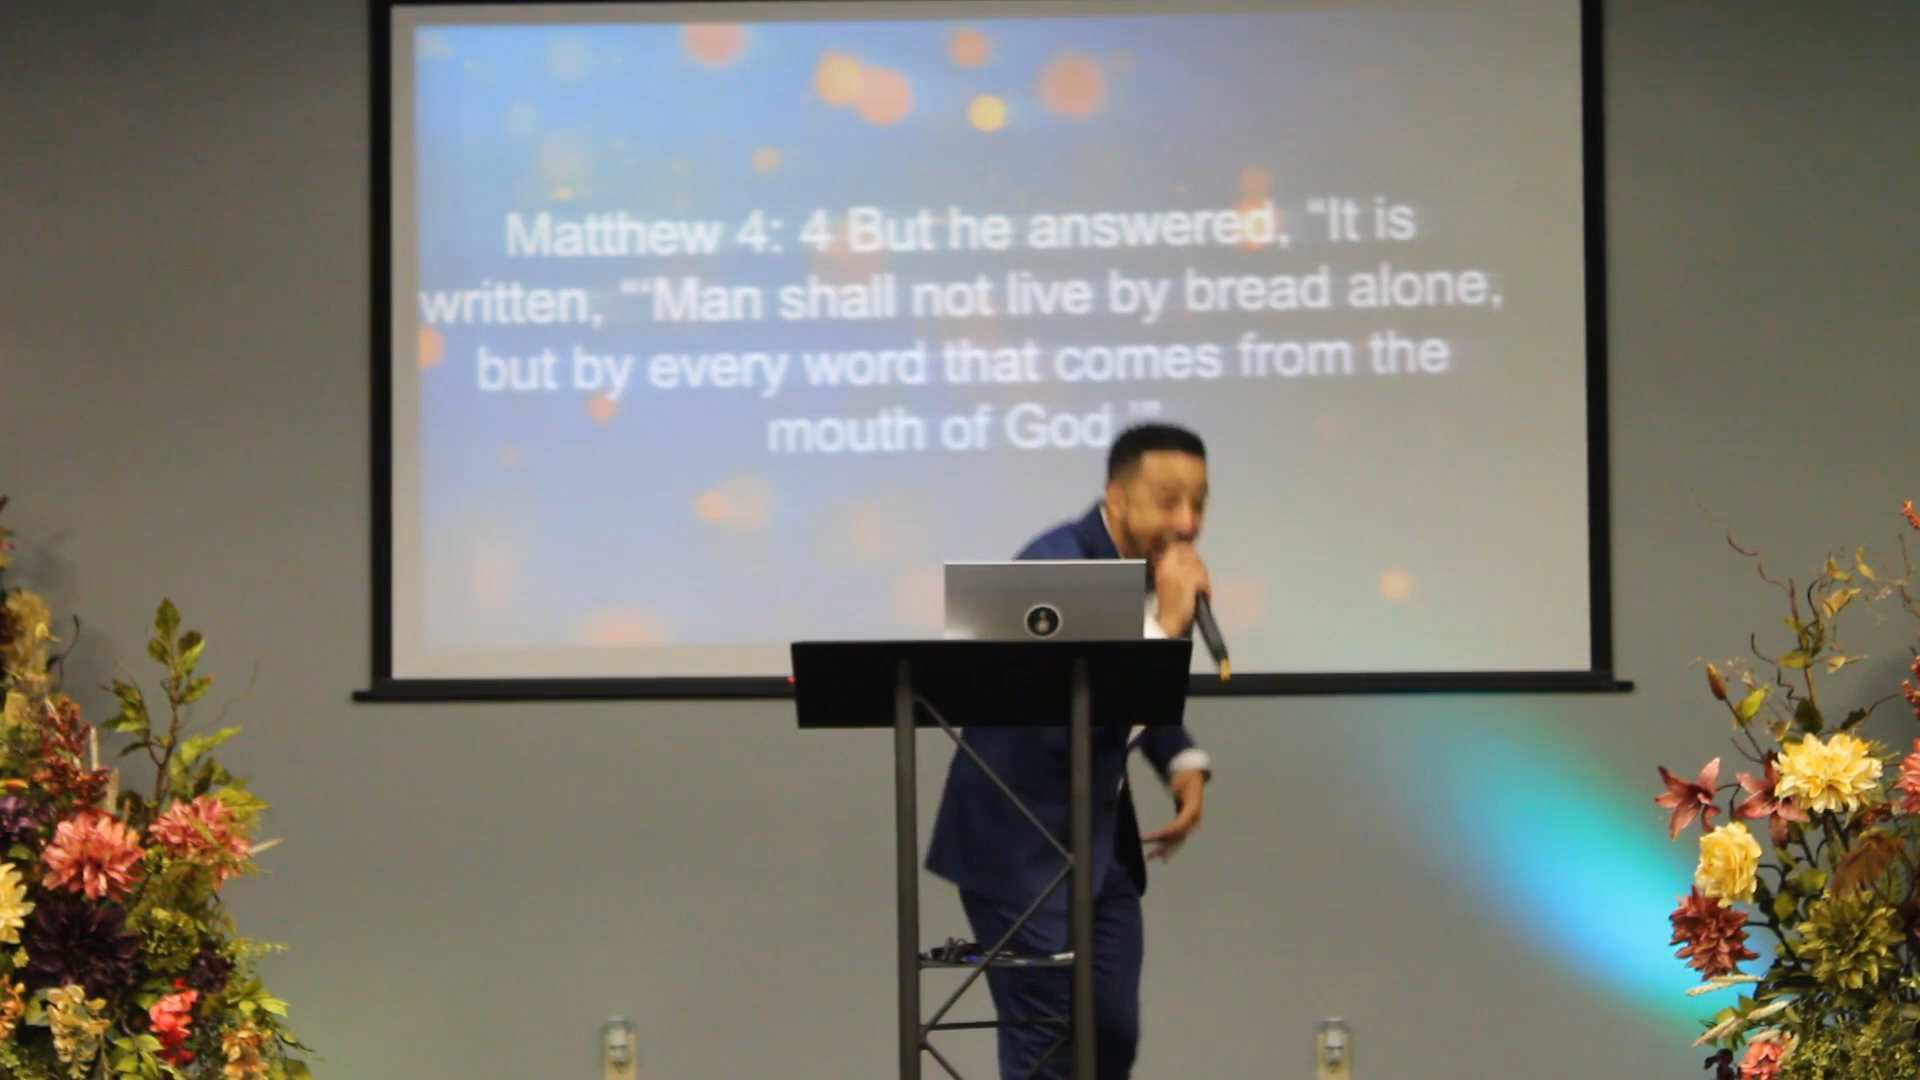 Matthew 4: 4 But he answered, “It is
written, “‘Man shall not live by bread alone,
but by every word that comes from the
mouth of God.’”